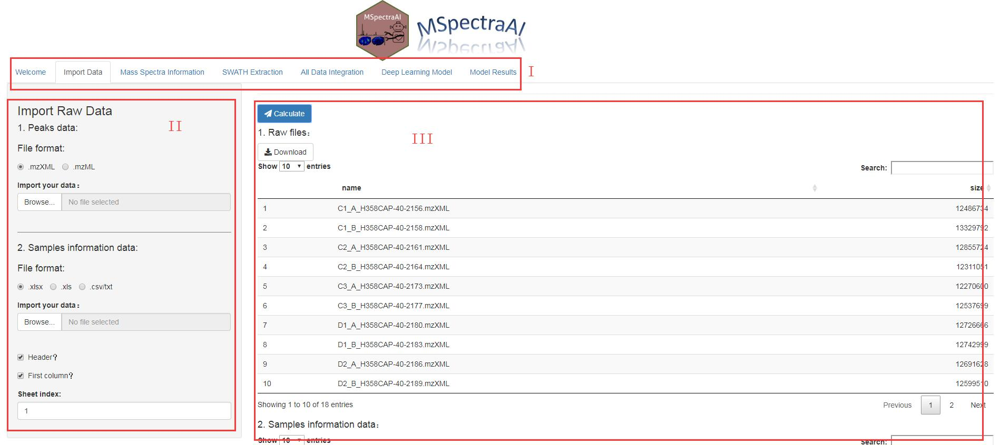 MSpectraAI
MSpectraAI
Welcome Import Data Mass Spectra Information SWATH Extraction All Data Integration Deep Learning Model Model Results I
Import Raw Data
1. Peaks data:
II
File format:
.mzXML .mzML
Import your data：
Browse... No file selected
2. Samples information data:
File format:
.xlsx .xls .csv/txt
Import your data：
Browse... No file selected
Header?
First column?
Sheet index:
1
Calculate
1. Raw files：
III
Download
Show 10 entries Search:
name size
1 C1_A_H358CAP-40-2156.mzXML 12486734
2 C1_B_H358CAP-40-2158.mzXML 13329792
3 C2_A_H358CAP-40-2161.mzXML 12855724
4 C2_B_H358CAP-40-2164.mzXML 12311051
5 C3_A_H358CAP-40-2173.mzXML 12270600
6 C3_B_H358CAP-40-2177.mzXML 12537699
7 D1_A_H358CAP-40-2180.mzXML 12726666
8 D1_B_H358CAP-40-2183.mzXML 12742999
9 D2_A_H358CAP-40-2186.mzXML 12691628
10 D2_B_H358CAP-40-2189.mzXML 12599510
Showing 1 to 10 of 18 entries Previous 1 2 Next
2. Samples information data：
Show 10 entries Search: